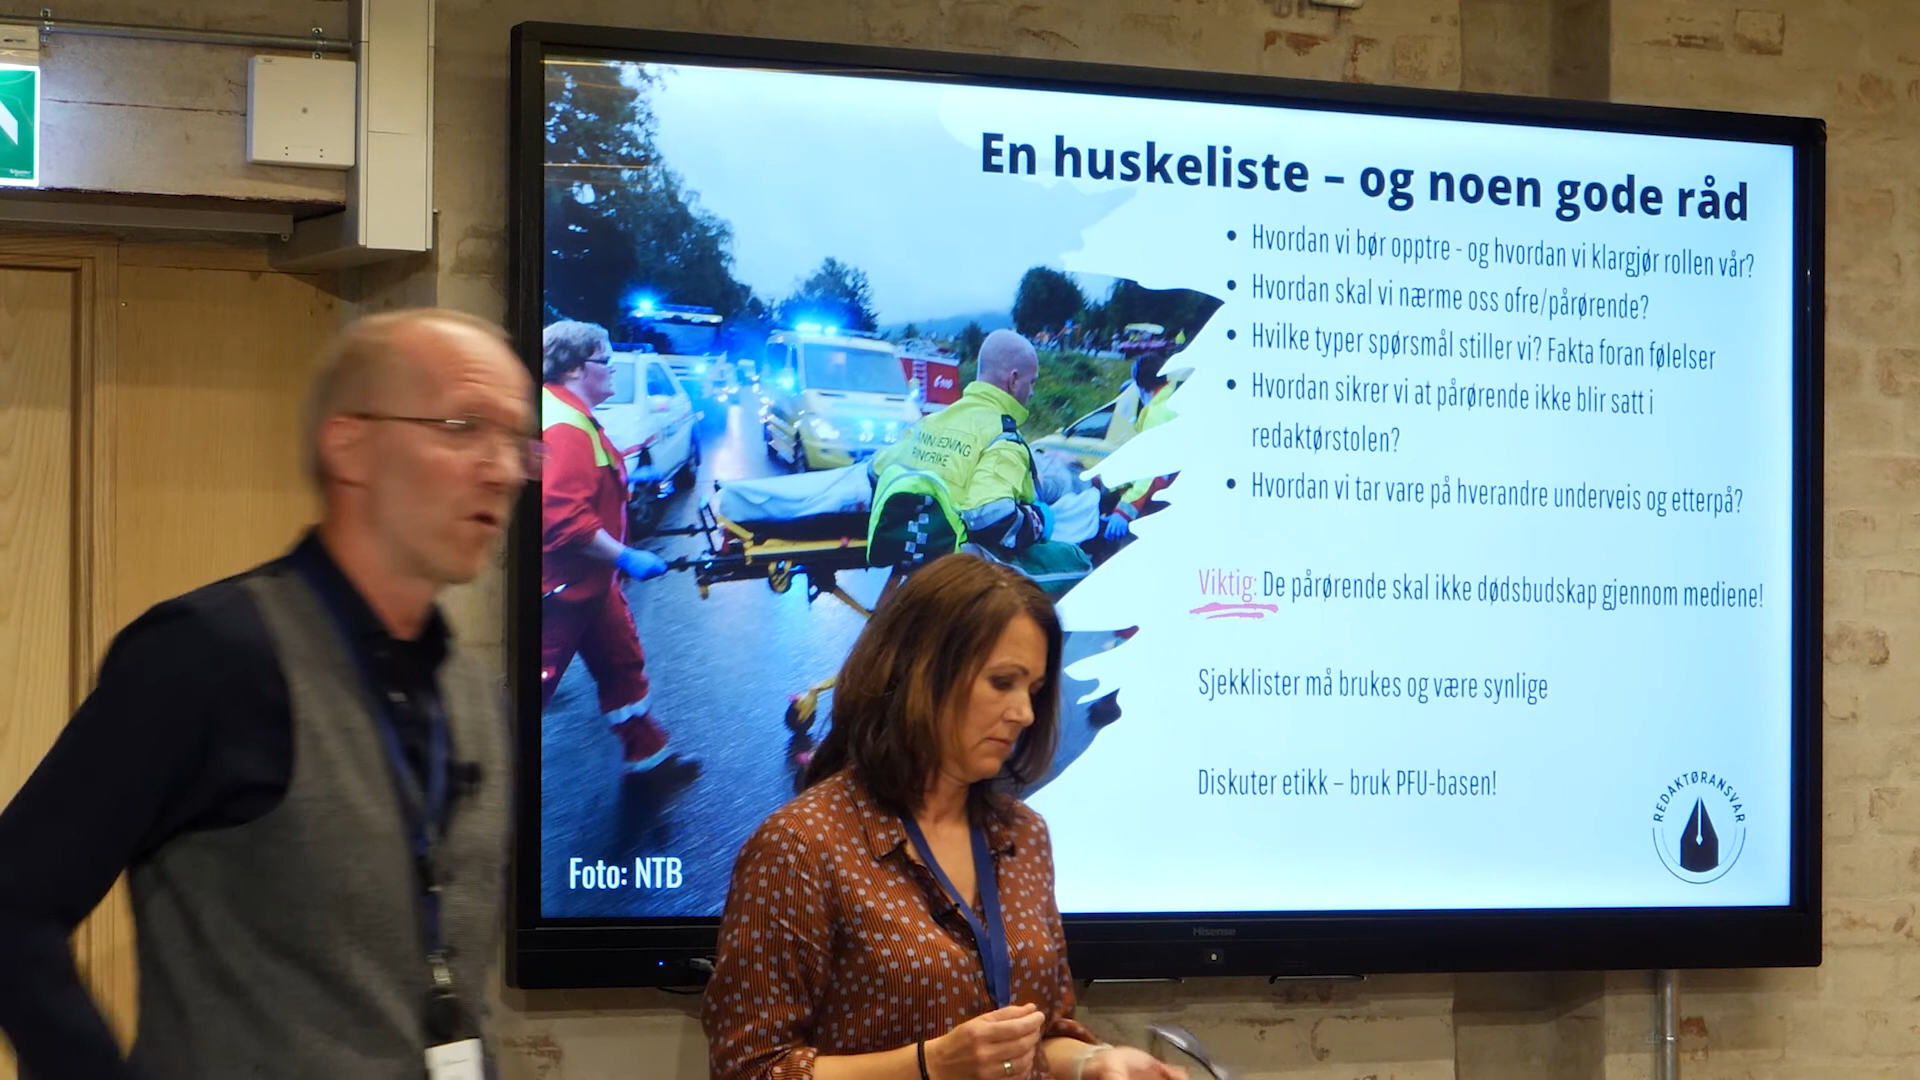 En huskeliste – og noen gode råd
• Hvordan vi bør opptre - og hvordan vi klargjør rollen vår?
• Hvordan skal vi nærme oss ofre/pårørende?
• Hvilke typer spørsmål stiller vi? Fakta foran følelser
• Hvordan sikrer vi at pårørende ikke blir satt i
redaktørstolen?
• Hvordan vi tar vare på hverandre underveis og etterpå?
Viktig: De pårørende skal ikke dødsbudskap gjennom mediene!
Sjekklister må brukes og være synlige
Diskuter etikk – bruk PFU-basen!
REDAKTØRANSVAR
Foto: NTB
Hisense